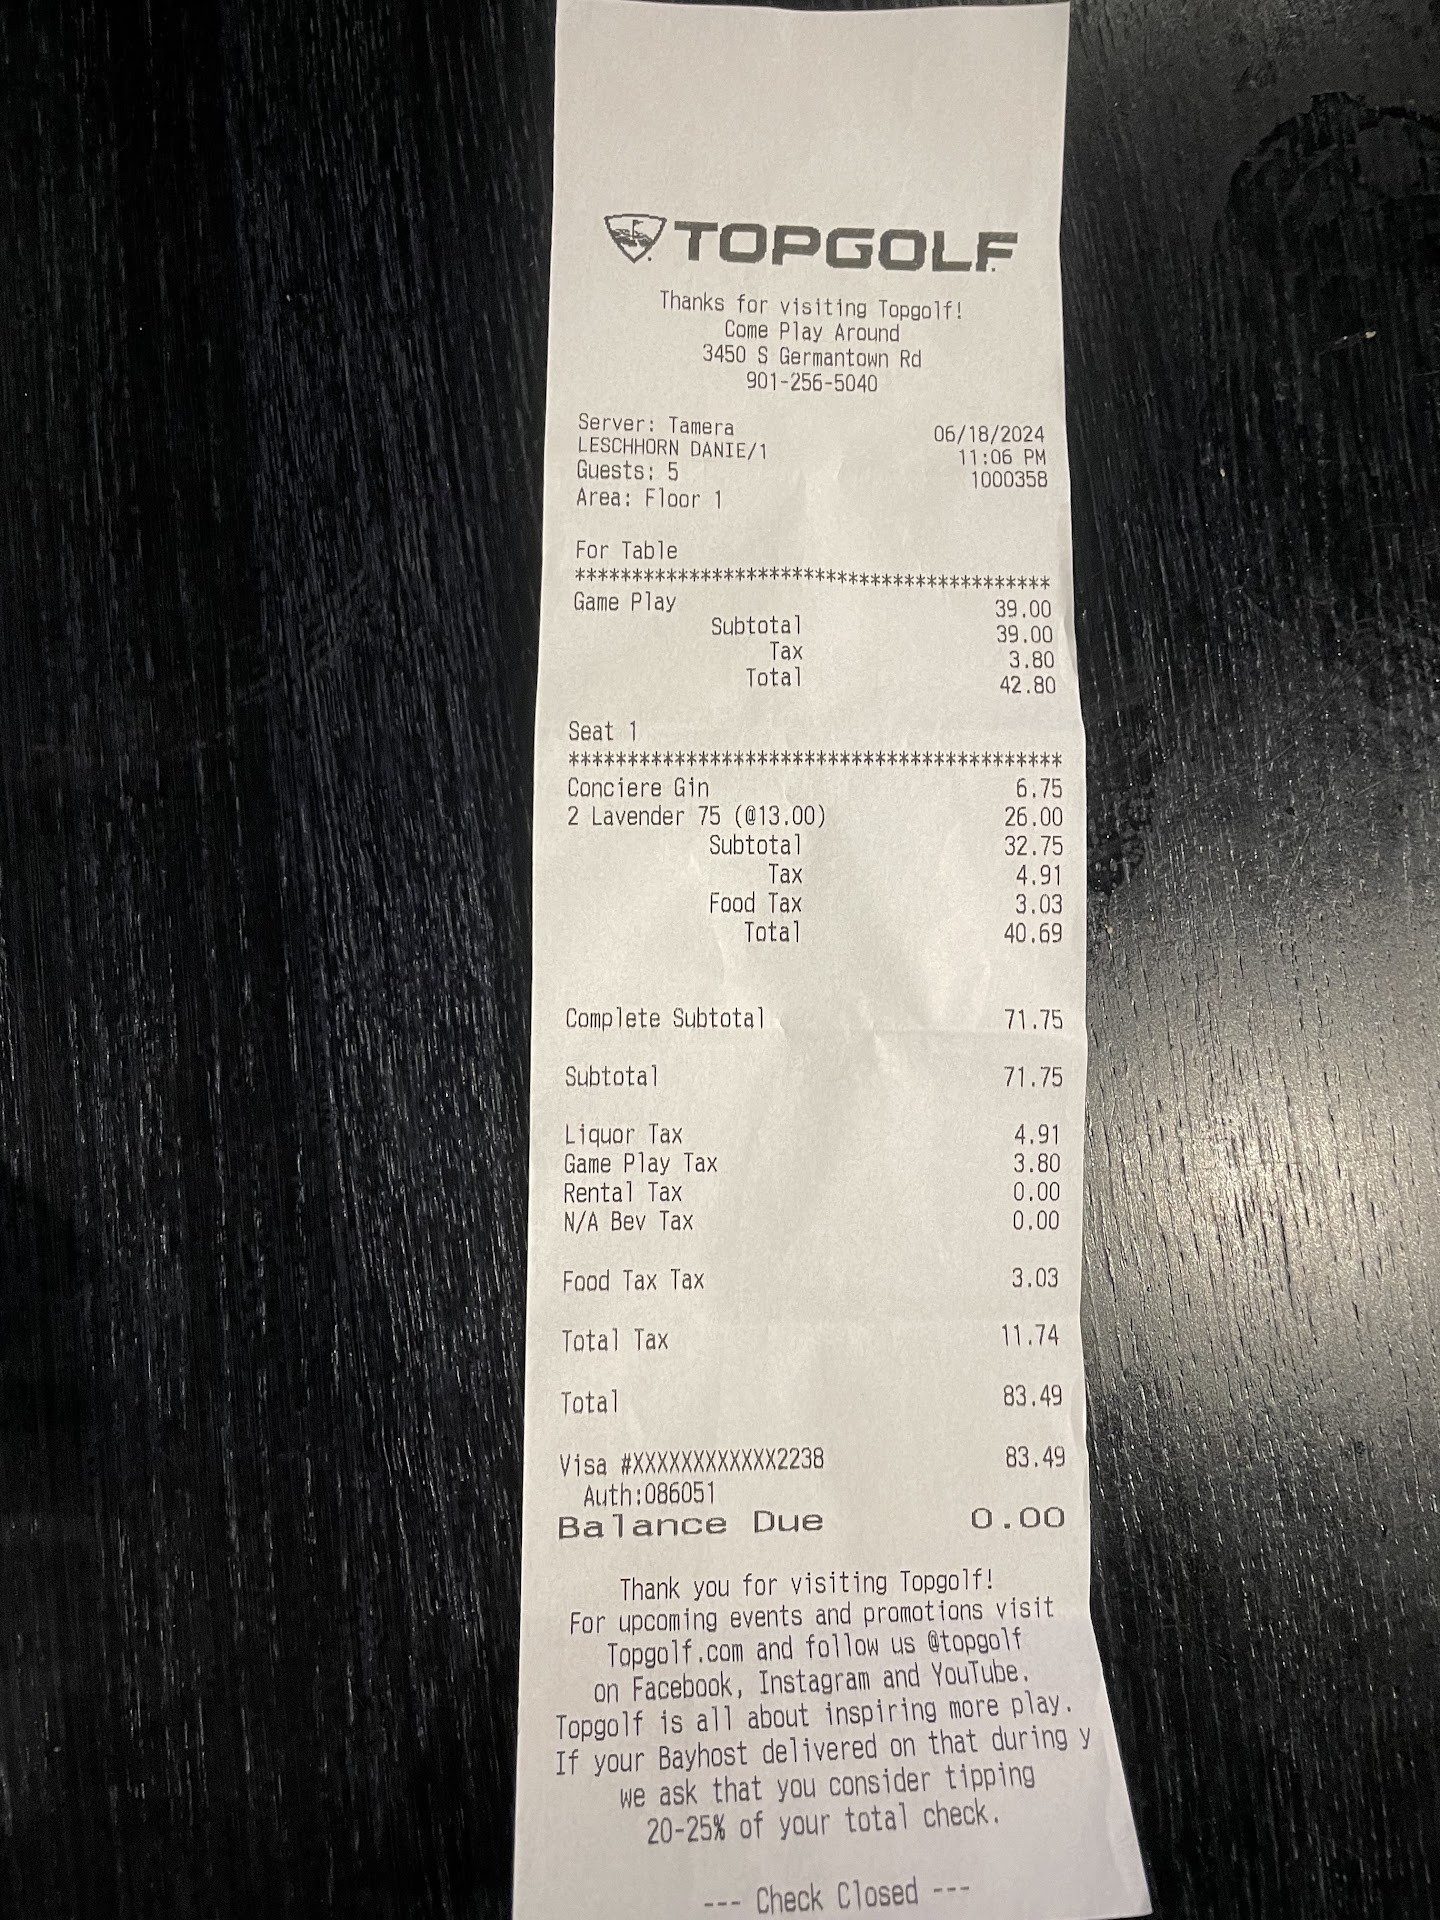 TOPGOLF
Thanks for visiting Topgolf!
Come Play Around
3450 S Germantown Rd
901-256-5040
Server: Tamera 06/18/2024
LESCHHORN DANIE/1 11:06 PM
Guests: 5 1000358
Area: Floor 1
For Table
******************************************
Game Play 39.00
Subtotal 39.00
Tax 3.80
Total 42.80
Seat 1
******************************************
Conciere Gin 6.75
2 Lavender 75 (@13.00) 26.00
Subtotal 32.75
Tax 4.91
Food Tax 3.03
Total 40.69
Complete Subtotal 71.75
Subtotal 71.75
Liquor Tax 4.91
Game Play Tax 3.80
Rental Tax 0.00
N/A Bev Tax 0.00
Food Tax Tax 3.03
Total Tax 11.74
Total 83.49
Visa #XXXXXXXXXXXX2238 83.49
Auth:086051
Balance Due 0.00
Thank you for visiting Topgolf!
For upcoming events and promotions visit
Topgolf.com and follow us @topgolf
on Facebook, Instagram and YouTube.
Topgolf is all about inspiring more play.
If your Bayhost delivered on that during y
we ask that you consider tipping
20-25% of your total check.
--- Check Closed ---